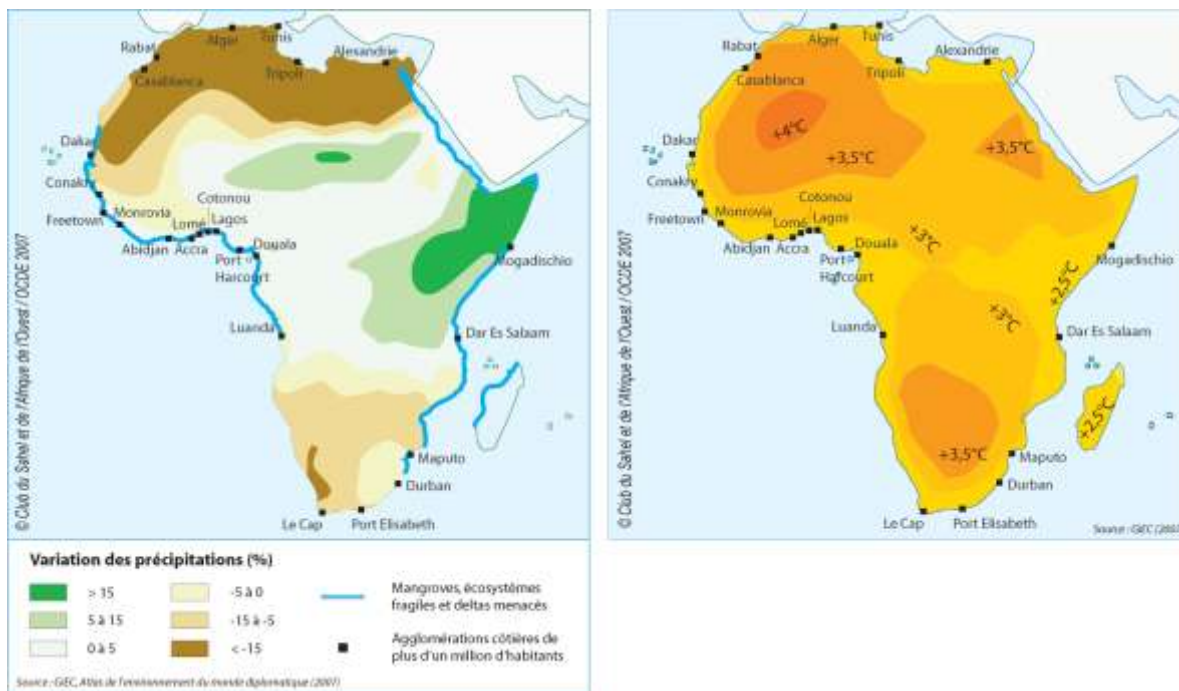 Rabat
Casablanca
Alger
Tunis
Tripoli
Alexandrie
Dakar
Conakry
Freetown
Monrovia
Abidjan
Lomé
Accra
Cotonou
Lagos
Port
Harcourt
Douala
Mogadischio
Luanda
Dar Es Salaam
Maputo
Durban
Le Cap
Port Elisabeth
© Club du Sahel et de l'Afrique de l'Ouest / OCDE 2007
Variation des précipitations (%)
> 15
5 à 15
0 à 5
-5 à 0
-15 à -5
< -15
Mangroves, écosystèmes
fragiles et deltas menacés
Agglomérations côtières de
plus d'un million d'habitants
Source : GIEC, Atlas de l'environnement du monde diplomatique (2007)
Rabat
Casablanca
Alger
Tunis
Tripoli
Alexandrie
+4°C
+3,5°C
+3,5°C
Dakar
Conakry
Freetown
Monrovia
Abidjan
Lomé
Accra
Cotonou
Lagos
Port
Harcourt
Douala
+3°C
Mogadischio
+2,5°C
+3°C
Luanda
Dar Es Salaam
+2,5°C
+3,5°C
Maputo
Durban
Le Cap
Port Elisabeth
© Club du Sahel et de l'Afrique de l'Ouest / OCDE 2007
Source : GIEC